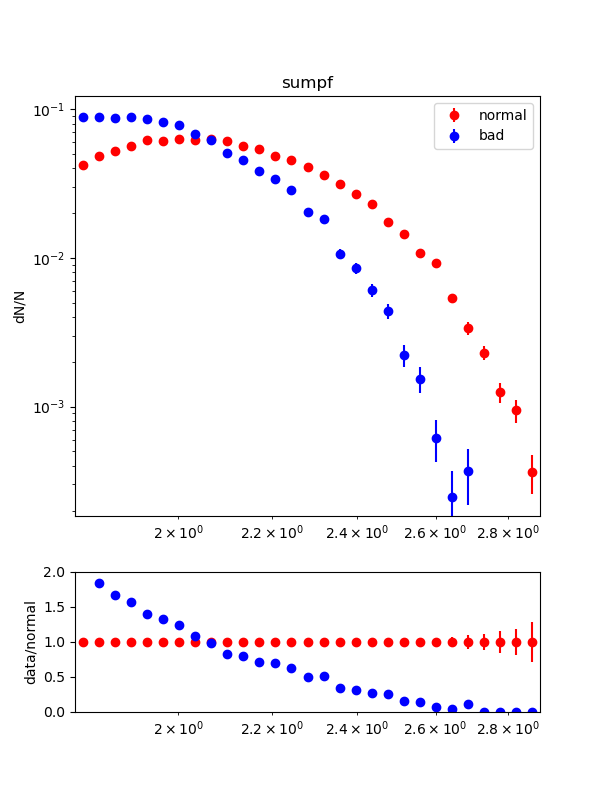 sumpf
normal
bad
dN/N
10⁻¹
10⁻²
10⁻³
2 × 10⁰
2.2 × 10⁰
2.4 × 10⁰
2.6 × 10⁰
2.8 × 10⁰
data/normal
2.0
1.5
1.0
0.5
0.0
2 × 10⁰
2.2 × 10⁰
2.4 × 10⁰
2.6 × 10⁰
2.8 × 10⁰